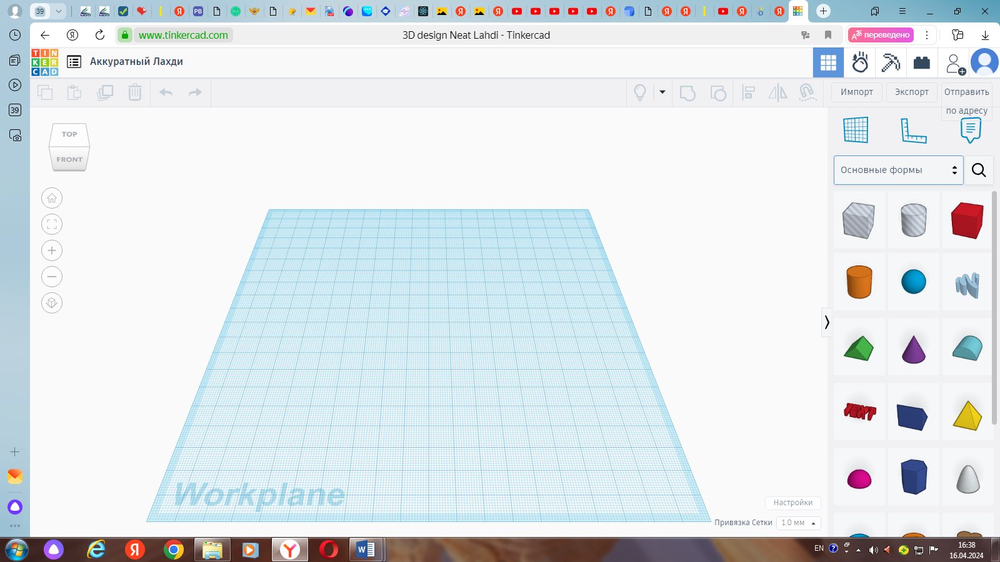 39
PB
www.tinkercad.com
3D design Neat Lahdi - Tinkercad
переведено
TIN
KER
CAD
Аккуратный Лахди
39
Импорт
Экспорт
Отправить
по адресу
TOP
FRONT
Основные формы
TEXT
Workplane
Настройки
Привязка Сетки
1.0 мм
EN
16:38
16.04.2024